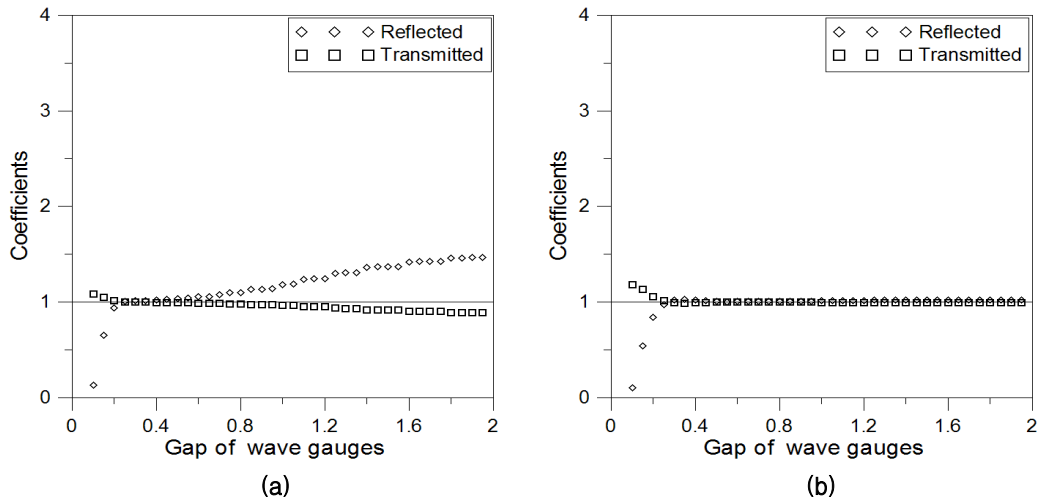 4
3
2
1
0
Coefficients
Reflected
Transmitted
0
0.4
0.8
1.2
1.6
2
Gap of wave gauges
(a)
4
3
2
1
0
Coefficients
Reflected
Transmitted
0
0.4
0.8
1.2
1.6
2
Gap of wave gauges
(b)